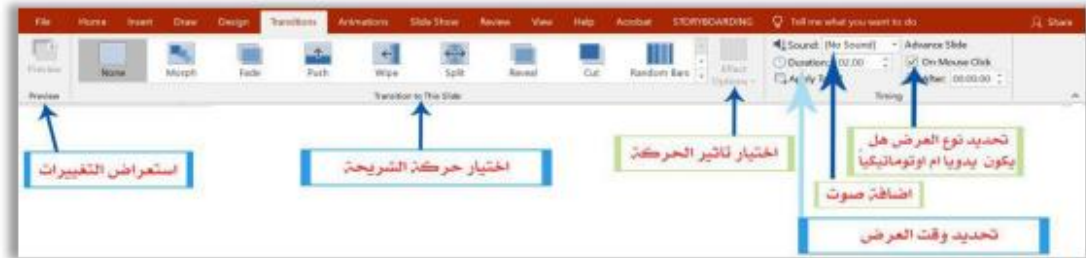 File Home Insert Draw Design Transitions Animations Slide Show Review View Help Acrobat STORYBOARDING Tell me what you want to do Share
Sound: (No Sound) Advance Slide
Duration: 02.00 On Mouse Click
Apply To After: 00:00.00
Preview None Morph Fade Push Wipe Split Reveal Cut Random Bars Effect Options
Preview Transition to This Slide Timing
استعراض التغييرات
اختيار حركة الشريحة
اختيار تاثير الحركة
تحديد نوع العرض هل
يكون يدويا ام اوتوماتيكياً
اضافة صوت
تحديد وقت العرض